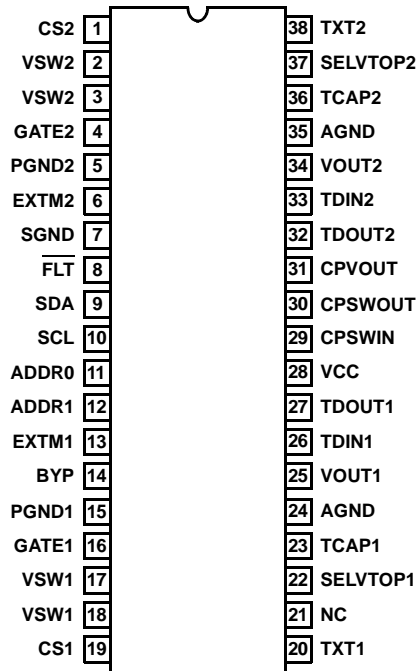 CS2 1 38 TXT2
VSW2 2 37 SELVTOP2
VSW2 3 36 TCAP2
GATE2 4 35 AGND
PGND2 5 34 VOUT2
EXTM2 6 33 TDIN2
SGND 7 32 TDOUT2
FLT 8 31 CPVOUT
SDA 9 30 CPSWOUT
SCL 10 29 CPSWIN
ADDR0 11 28 VCC
ADDR1 12 27 TDOUT1
EXTM1 13 26 TDIN1
BYP 14 25 VOUT1
PGND1 15 24 AGND
GATE1 16 23 TCAP1
VSW1 17 22 SELVTOP1
VSW1 18 21 NC
CS1 19 20 TXT1